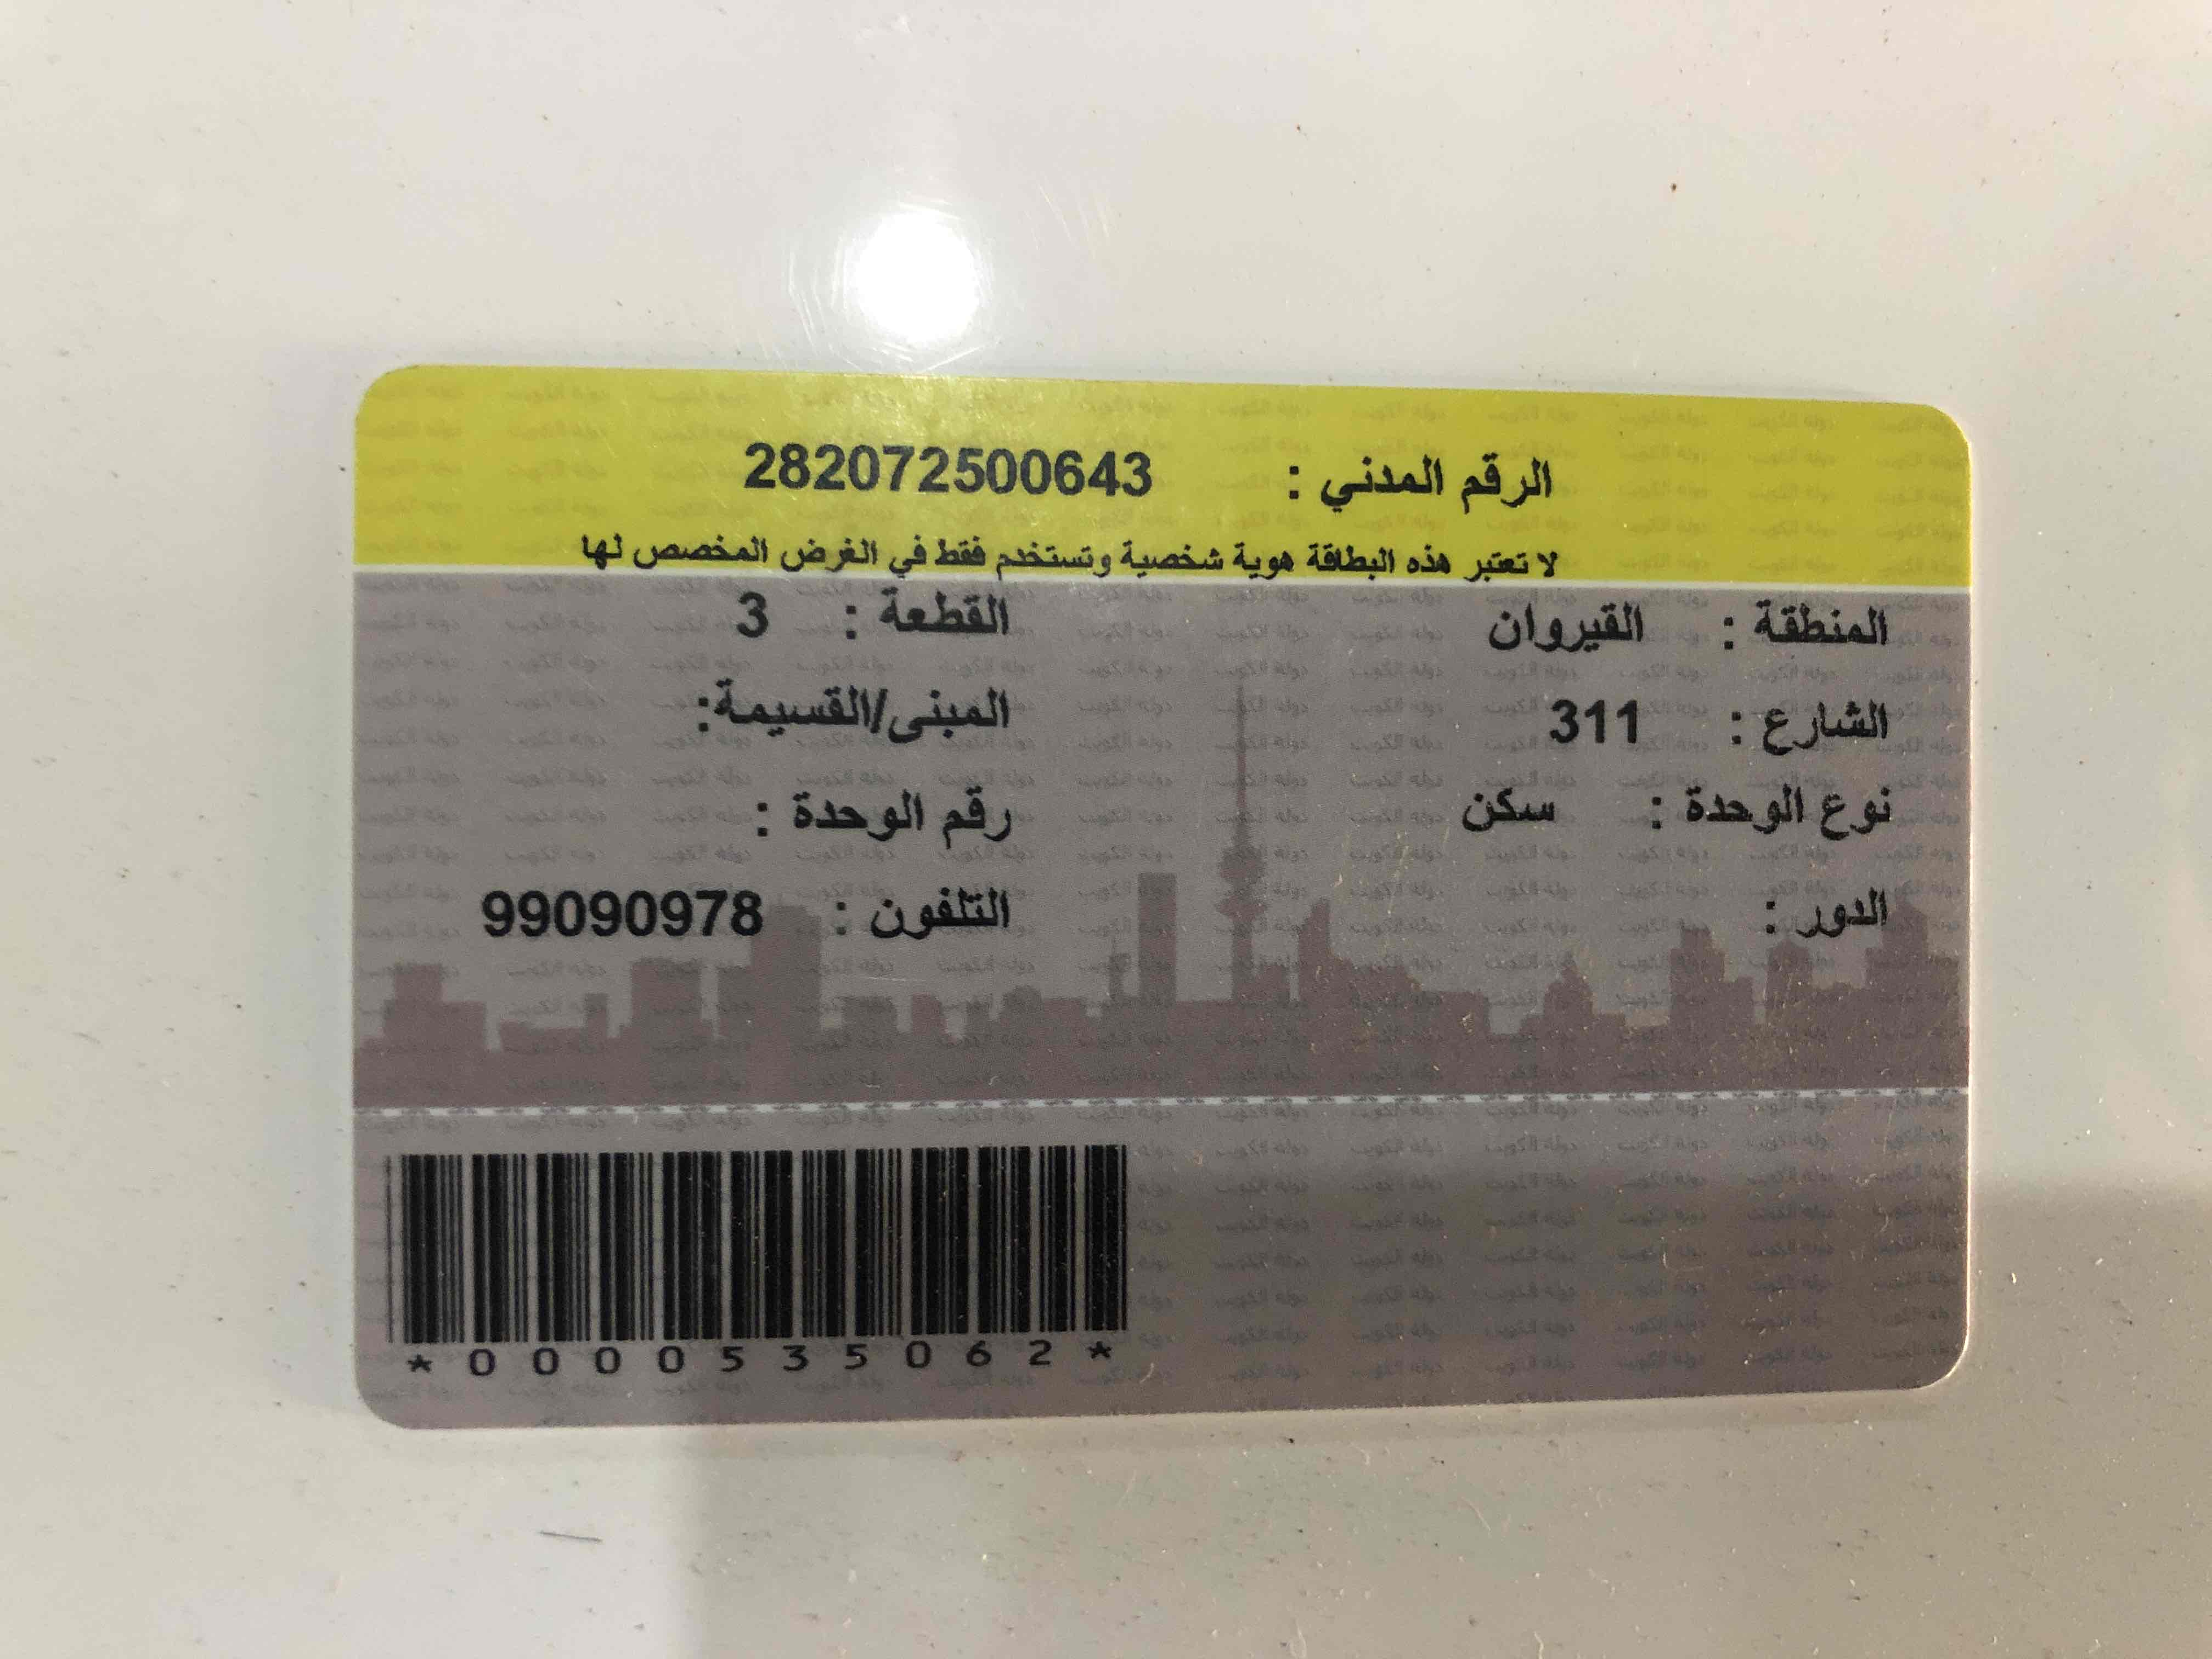 الرقم المدني : 282072500643
لا تعتبر هذه البطاقة هوية شخصية وتستخدم فقط في الغرض المخصص لها
المنطقة : القيروان القطعة : 3
الشارع : 311 المبنى/القسيمة:
نوع الوحدة : سكن رقم الوحدة :
الدور : التلفون : 99090978
*0000535062*